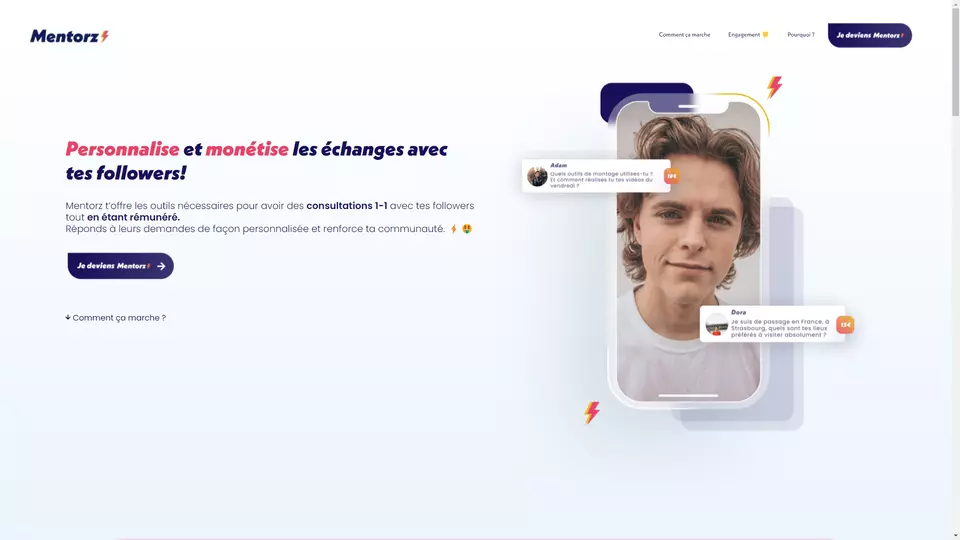 Mentorz
Comment ça marche
Engagement
Pourquoi ?
Je deviens Mentorz
Personnalise et monétise les échanges avec
tes followers!
Mentorz t'offre les outils nécessaires pour avoir des consultations 1-1 avec tes followers
tout en étant rémunéré.
Réponds à leurs demandes de façon personnalisée et renforce ta communauté.
Je deviens Mentorz
Comment ça marche ?
Adam
Quels outils de montage utilises-tu ?
Et comment réalises tu tes vidéos du
vendredi ?
Dora
Je suis de passage en France, à
Strasbourg, quels sont tes lieux
préférés à visiter absolument ?
15€